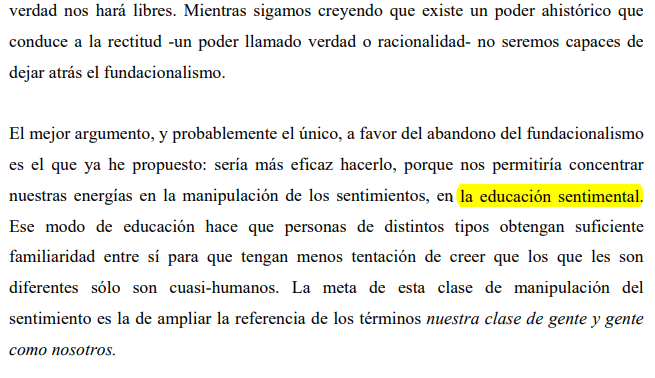 verdad nos hará libres. Mientras sigamos creyendo que existe un poder ahistórico que
conduce a la rectitud -un poder llamado verdad o racionalidad- no seremos capaces de
dejar atrás el fundacionalismo.
El mejor argumento, y probablemente el único, a favor del abandono del fundacionalismo
es el que ya he propuesto: sería más eficaz hacerlo, porque nos permitiría concentrar
nuestras energías en la manipulación de los sentimientos, en la educación sentimental.
Ese modo de educación hace que personas de distintos tipos obtengan suficiente
familiaridad entre sí para que tengan menos tentación de creer que los que les son
diferentes sólo son cuasi-humanos. La meta de esta clase de manipulación del
sentimiento es la de ampliar la referencia de los términos nuestra clase de gente y gente
como nosotros.